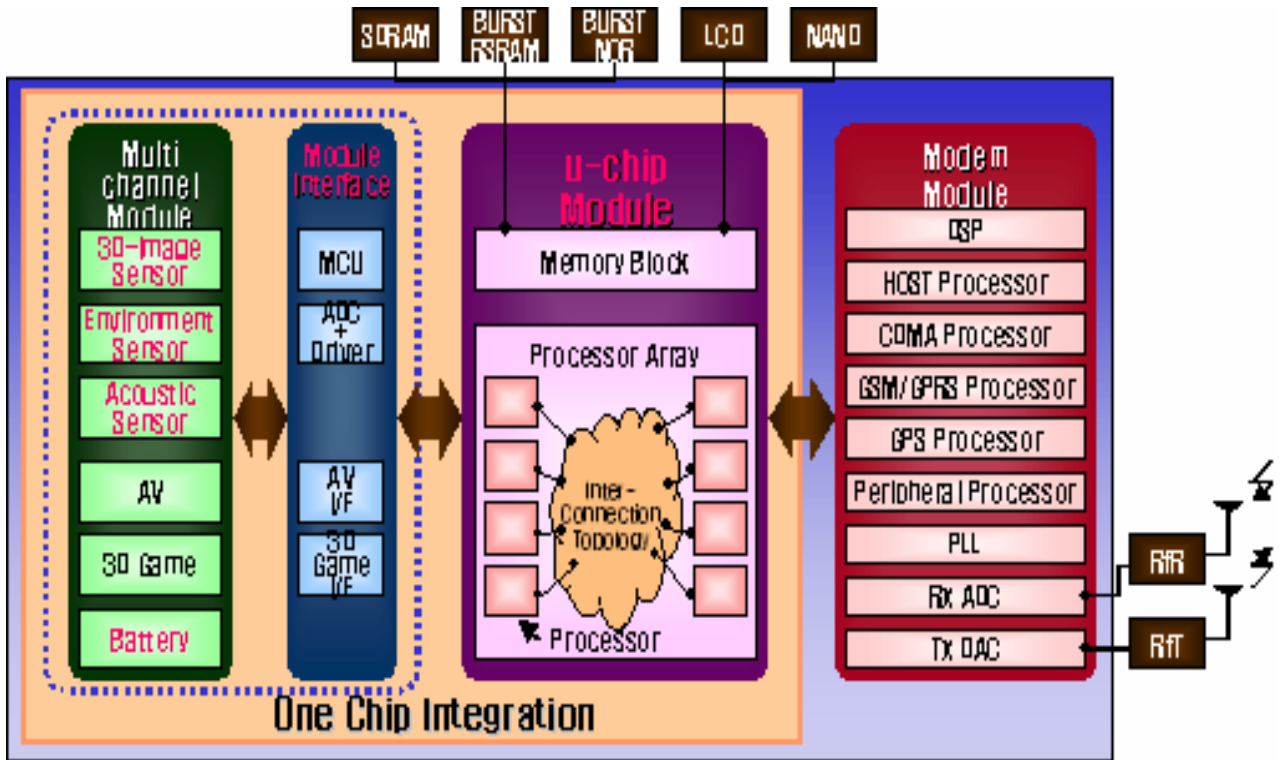 SDRAM
BURST
PSRAM
BURST
NOR
LCD
NAND
Multi
channel
Module
3D-Image
Sensor
Environment
Sensor
Acoustic
Sensor
AV
3D Game
Battery
Module
Interface
MCU
ADC
+
Driver
AV
I/F
3D
Game
I/F
u-chip
Module
Memory Block
Processor Array
Inter-
Connection
Topology
Processor
Modem
Module
DSP
HOST Processor
CDMA Processor
GSM/GPRS Processor
GPS Processor
Peripheral Processor
PLL
Rx ADC
Tx DAC
RfR
RfT
One Chip Integration